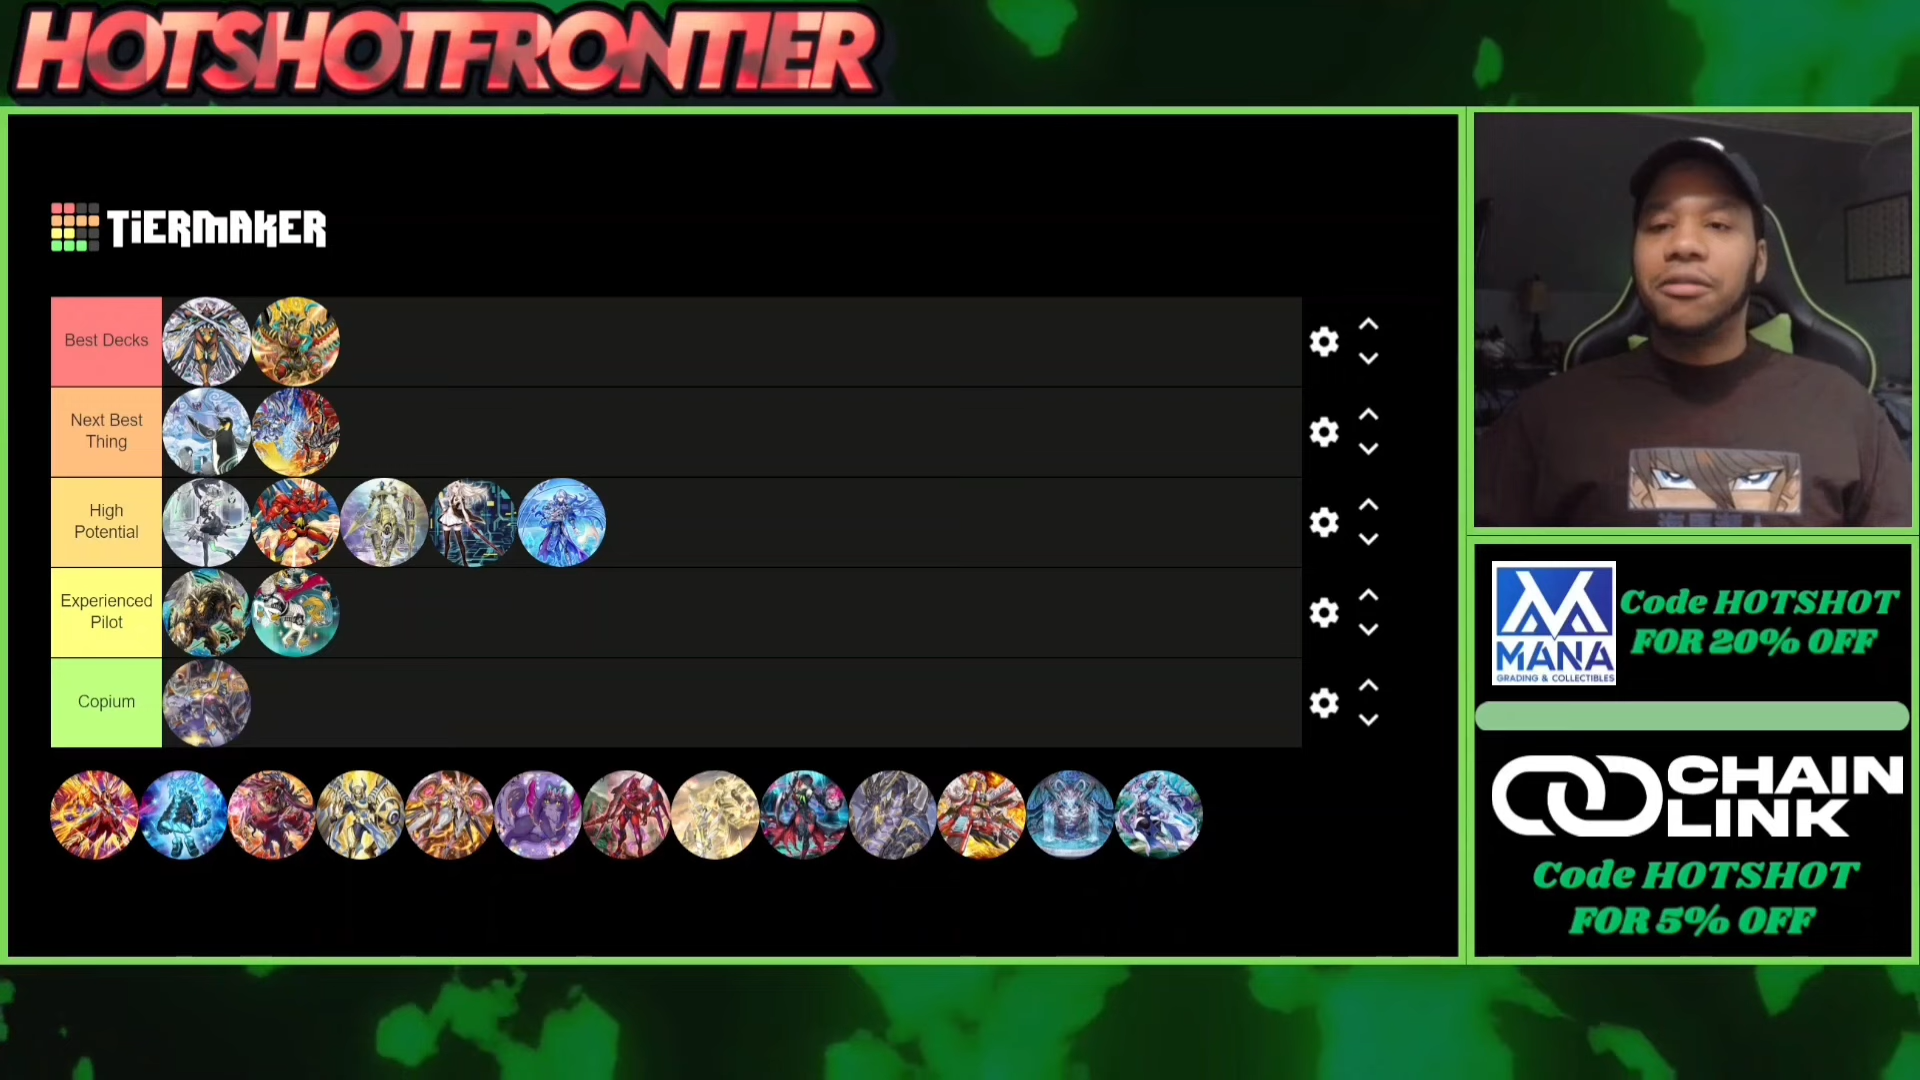 HOTSHOTFRONTIER
TiERMAKER
Best Decks
Next Best
Thing
High
Potential
Experienced
Pilot
Copium
MANA
GRADING & COLLECTIBLES
Code HOTSHOT
FOR 20% OFF
CHAIN
LINK
Code HOTSHOT
FOR 5% OFF